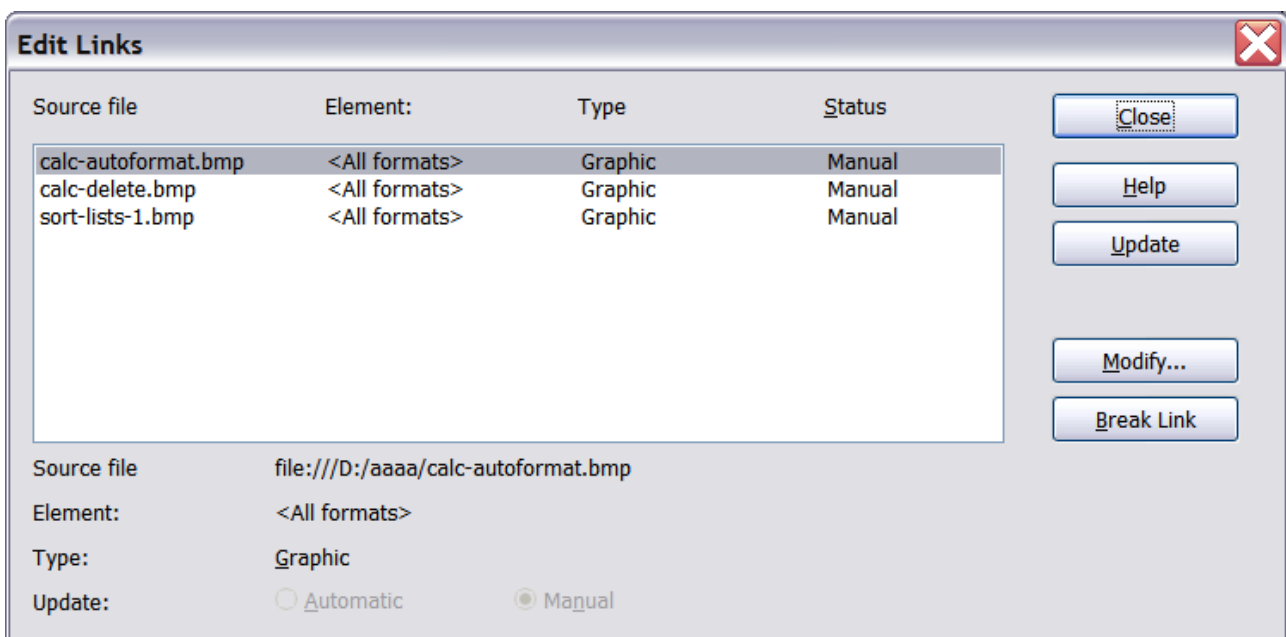 Edit Links
Source file Element: Type Status
calc-autoformat.bmp <All formats> Graphic Manual
calc-delete.bmp <All formats> Graphic Manual
sort-lists-1.bmp <All formats> Graphic Manual
Close
Help
Update
Modify...
Break Link
Source file file:///D:/aaaa/calc-autoformat.bmp
Element: <All formats>
Type: Graphic
Update: Automatic Manual